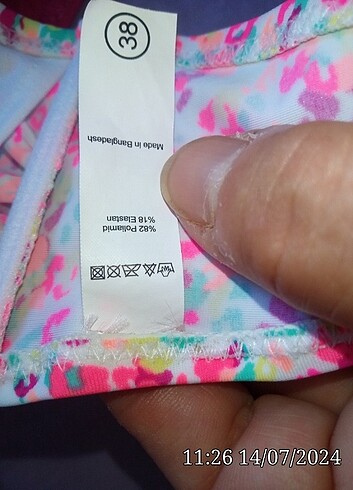 38
Made in Bangladesh
%82 Poliamid
%18 Elastan
11:26 14/07/2024